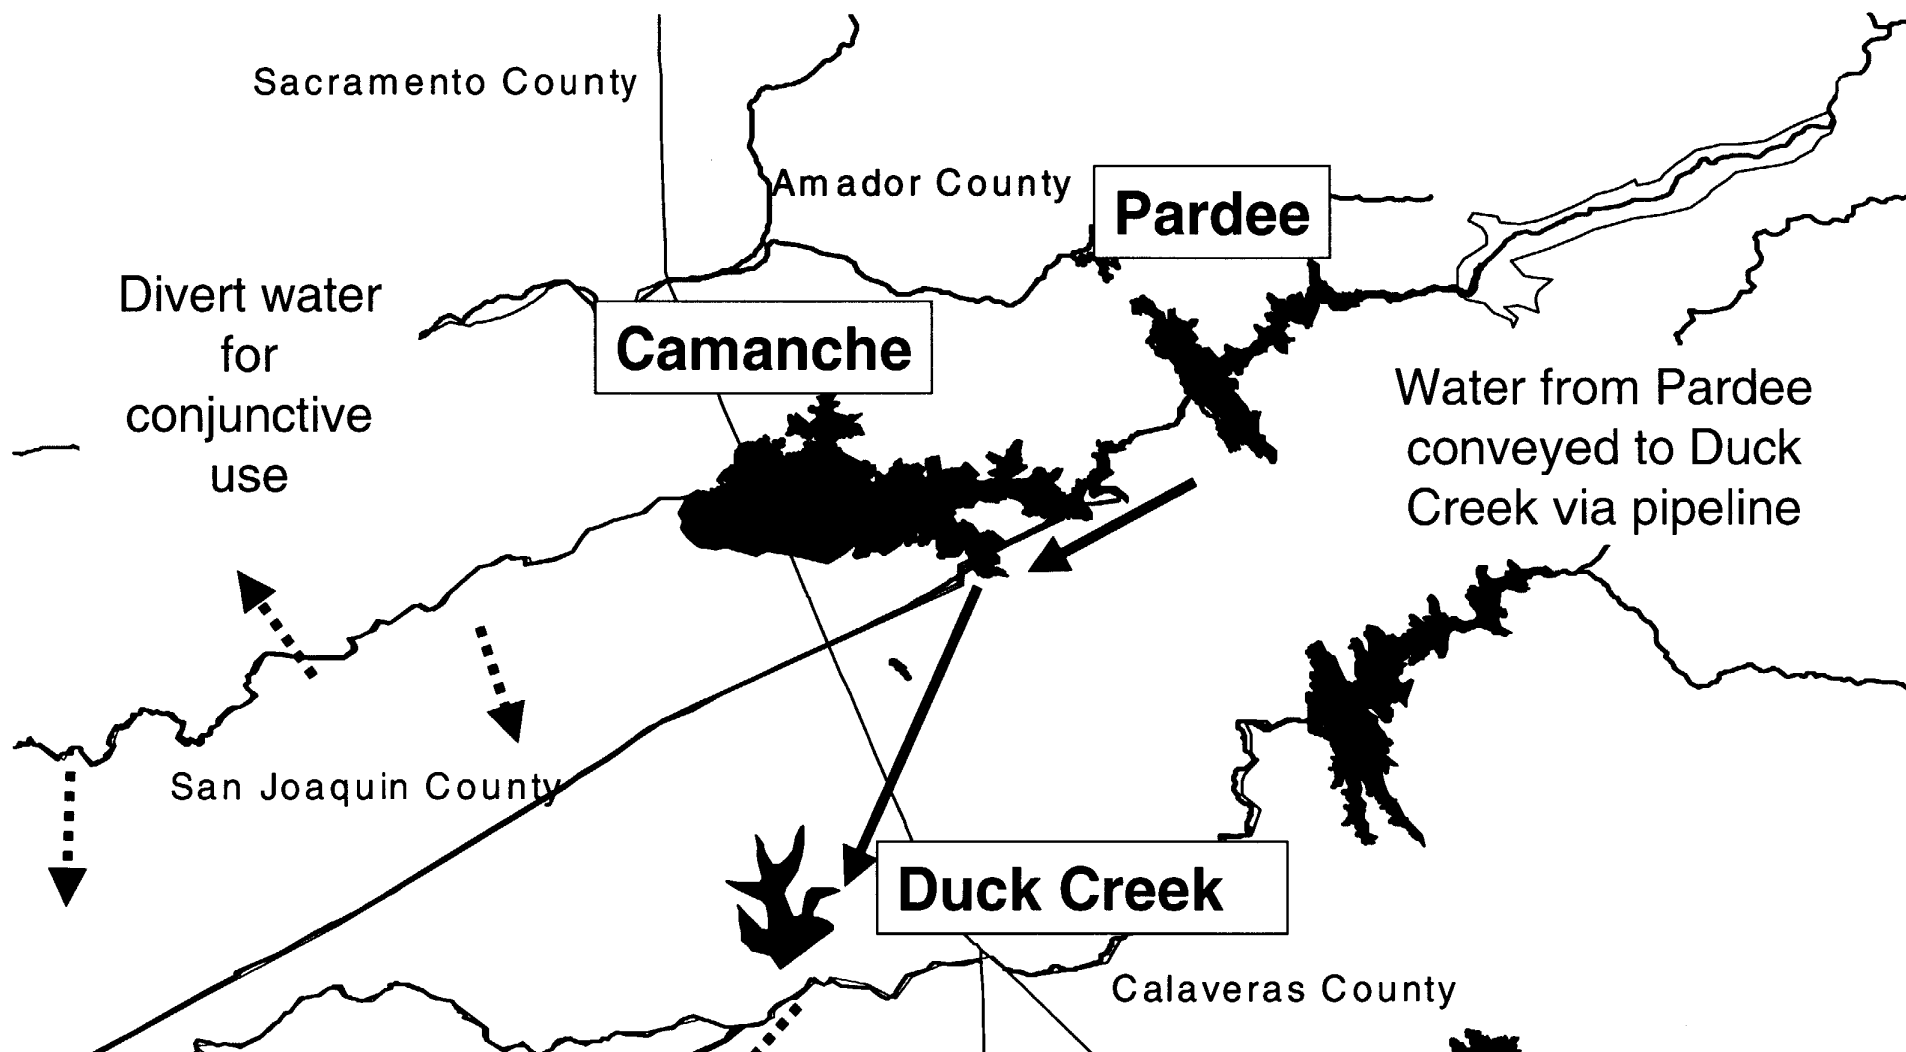 Sacramento County
Amador County
Pardee
Divert water
for
conjunctive
use
Camanche
Water from Pardee
conveyed to Duck
Creek via pipeline
San Joaquin County
Duck Creek
Calaveras County